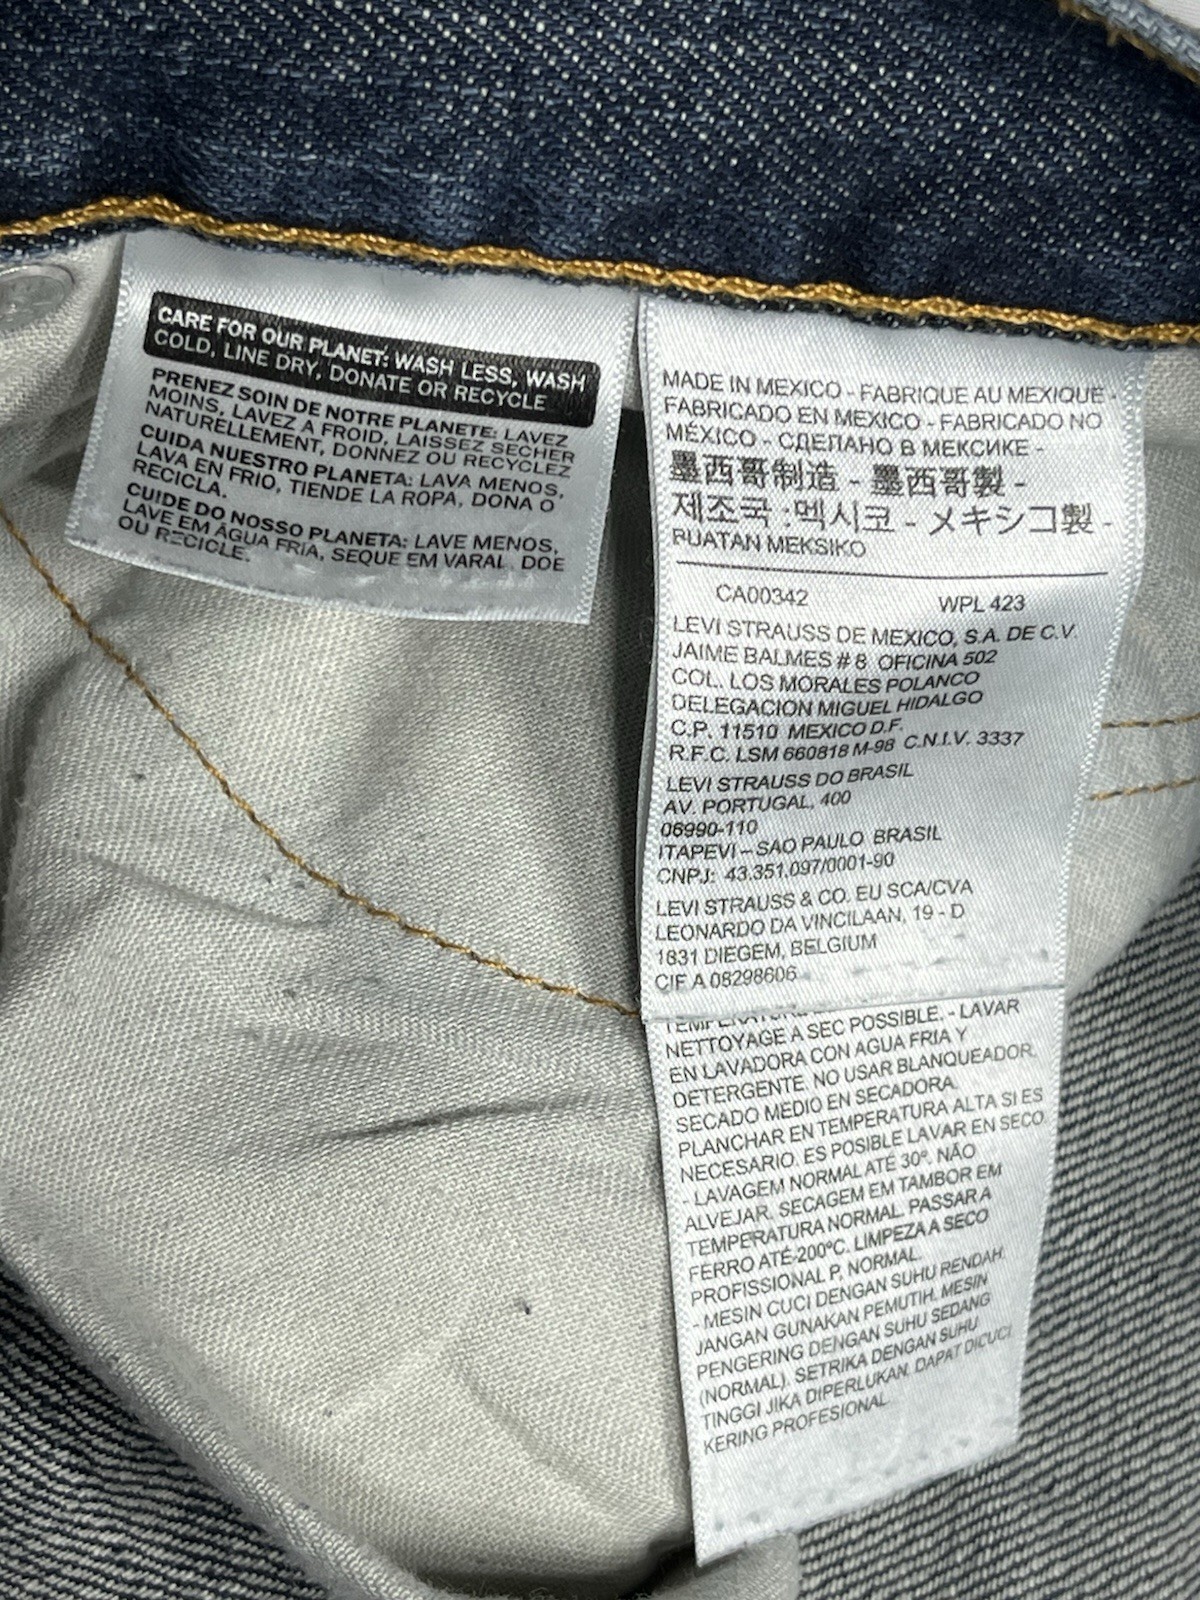 CARE FOR OUR PLANET: WASH LESS, WASH
COLD, LINE DRY, DONATE OR RECYCLE
PRENEZ SOIN DE NOTRE PLANETE: LAVEZ
MOINS, LAVEZ A FROID, LAISSEZ SECHER
NATURELLEMENT, DONNEZ OU RECYCLEZ
CUIDA NUESTRO PLANETA: LAVA MENOS,
LAVA EN FRIO, TIENDE LA ROPA, DONA O
RECICLA.
CUIDE DO NOSSO PLANETA: LAVE MENOS,
LAVE EM ÁGUA FRIA, SEQUE EM VARAL. DOE
OU RECICLE.
MADE IN MEXICO - FABRIQUE AU MEXIQUE -
FABRICADO EN MEXICO - FABRICADO NO
MÉXICO - СДЕЛАНО В МЕКСИКЕ -
墨西哥制造 - 墨西哥製 -
제조국 :멕시코 - メキシコ製 -
BUATAN MEKSIKO
CA00342 WPL 423
LEVI STRAUSS DE MEXICO, S.A. DE C.V.
JAIME BALMES # 8 OFICINA 502
COL. LOS MORALES POLANCO
DELEGACION MIGUEL HIDALGO
C.P. 11510 MEXICO D.F.
R.F.C. LSM 660818 M-98 C.N.I.V. 3337
LEVI STRAUSS DO BRASIL
AV. PORTUGAL, 400
06990-110
ITAPEVI – SAO PAULO BRASIL
CNPJ: 43.351.097/0001-90
LEVI STRAUSS & CO. EU SCA/CVA
LEONARDO DA VINCILAAN, 19 - D
1831 DIEGEM, BELGIUM
CIF A 08298606
NETTOYAGE A SEC POSSIBLE. - LAVAR
EN LAVADORA CON AGUA FRIA Y
DETERGENTE. NO USAR BLANQUEADOR.
SECADO MEDIO EN SECADORA.
PLANCHAR EN TEMPERATURA ALTA SI ES
NECESARIO. ES POSIBLE LAVAR EN SECO
- LAVAGEM NORMAL ATÉ 30º. NÃO
ALVEJAR. SECAGEM EM TAMBOR EM
TEMPERATURA NORMAL. PASSAR A
FERRO ATÉ 200ºC. LIMPEZA A SECO
PROFISSIONAL P, NORMAL.
- MESIN CUCI DENGAN SUHU RENDAH.
JANGAN GUNAKAN PEMUTIH. MESIN
PENGERING DENGAN SUHU SEDANG
(NORMAL). SETRIKA DENGAN SUHU
TINGGI JIKA DIPERLUKAN. DAPAT DICUCI
KERING PROFESIONAL